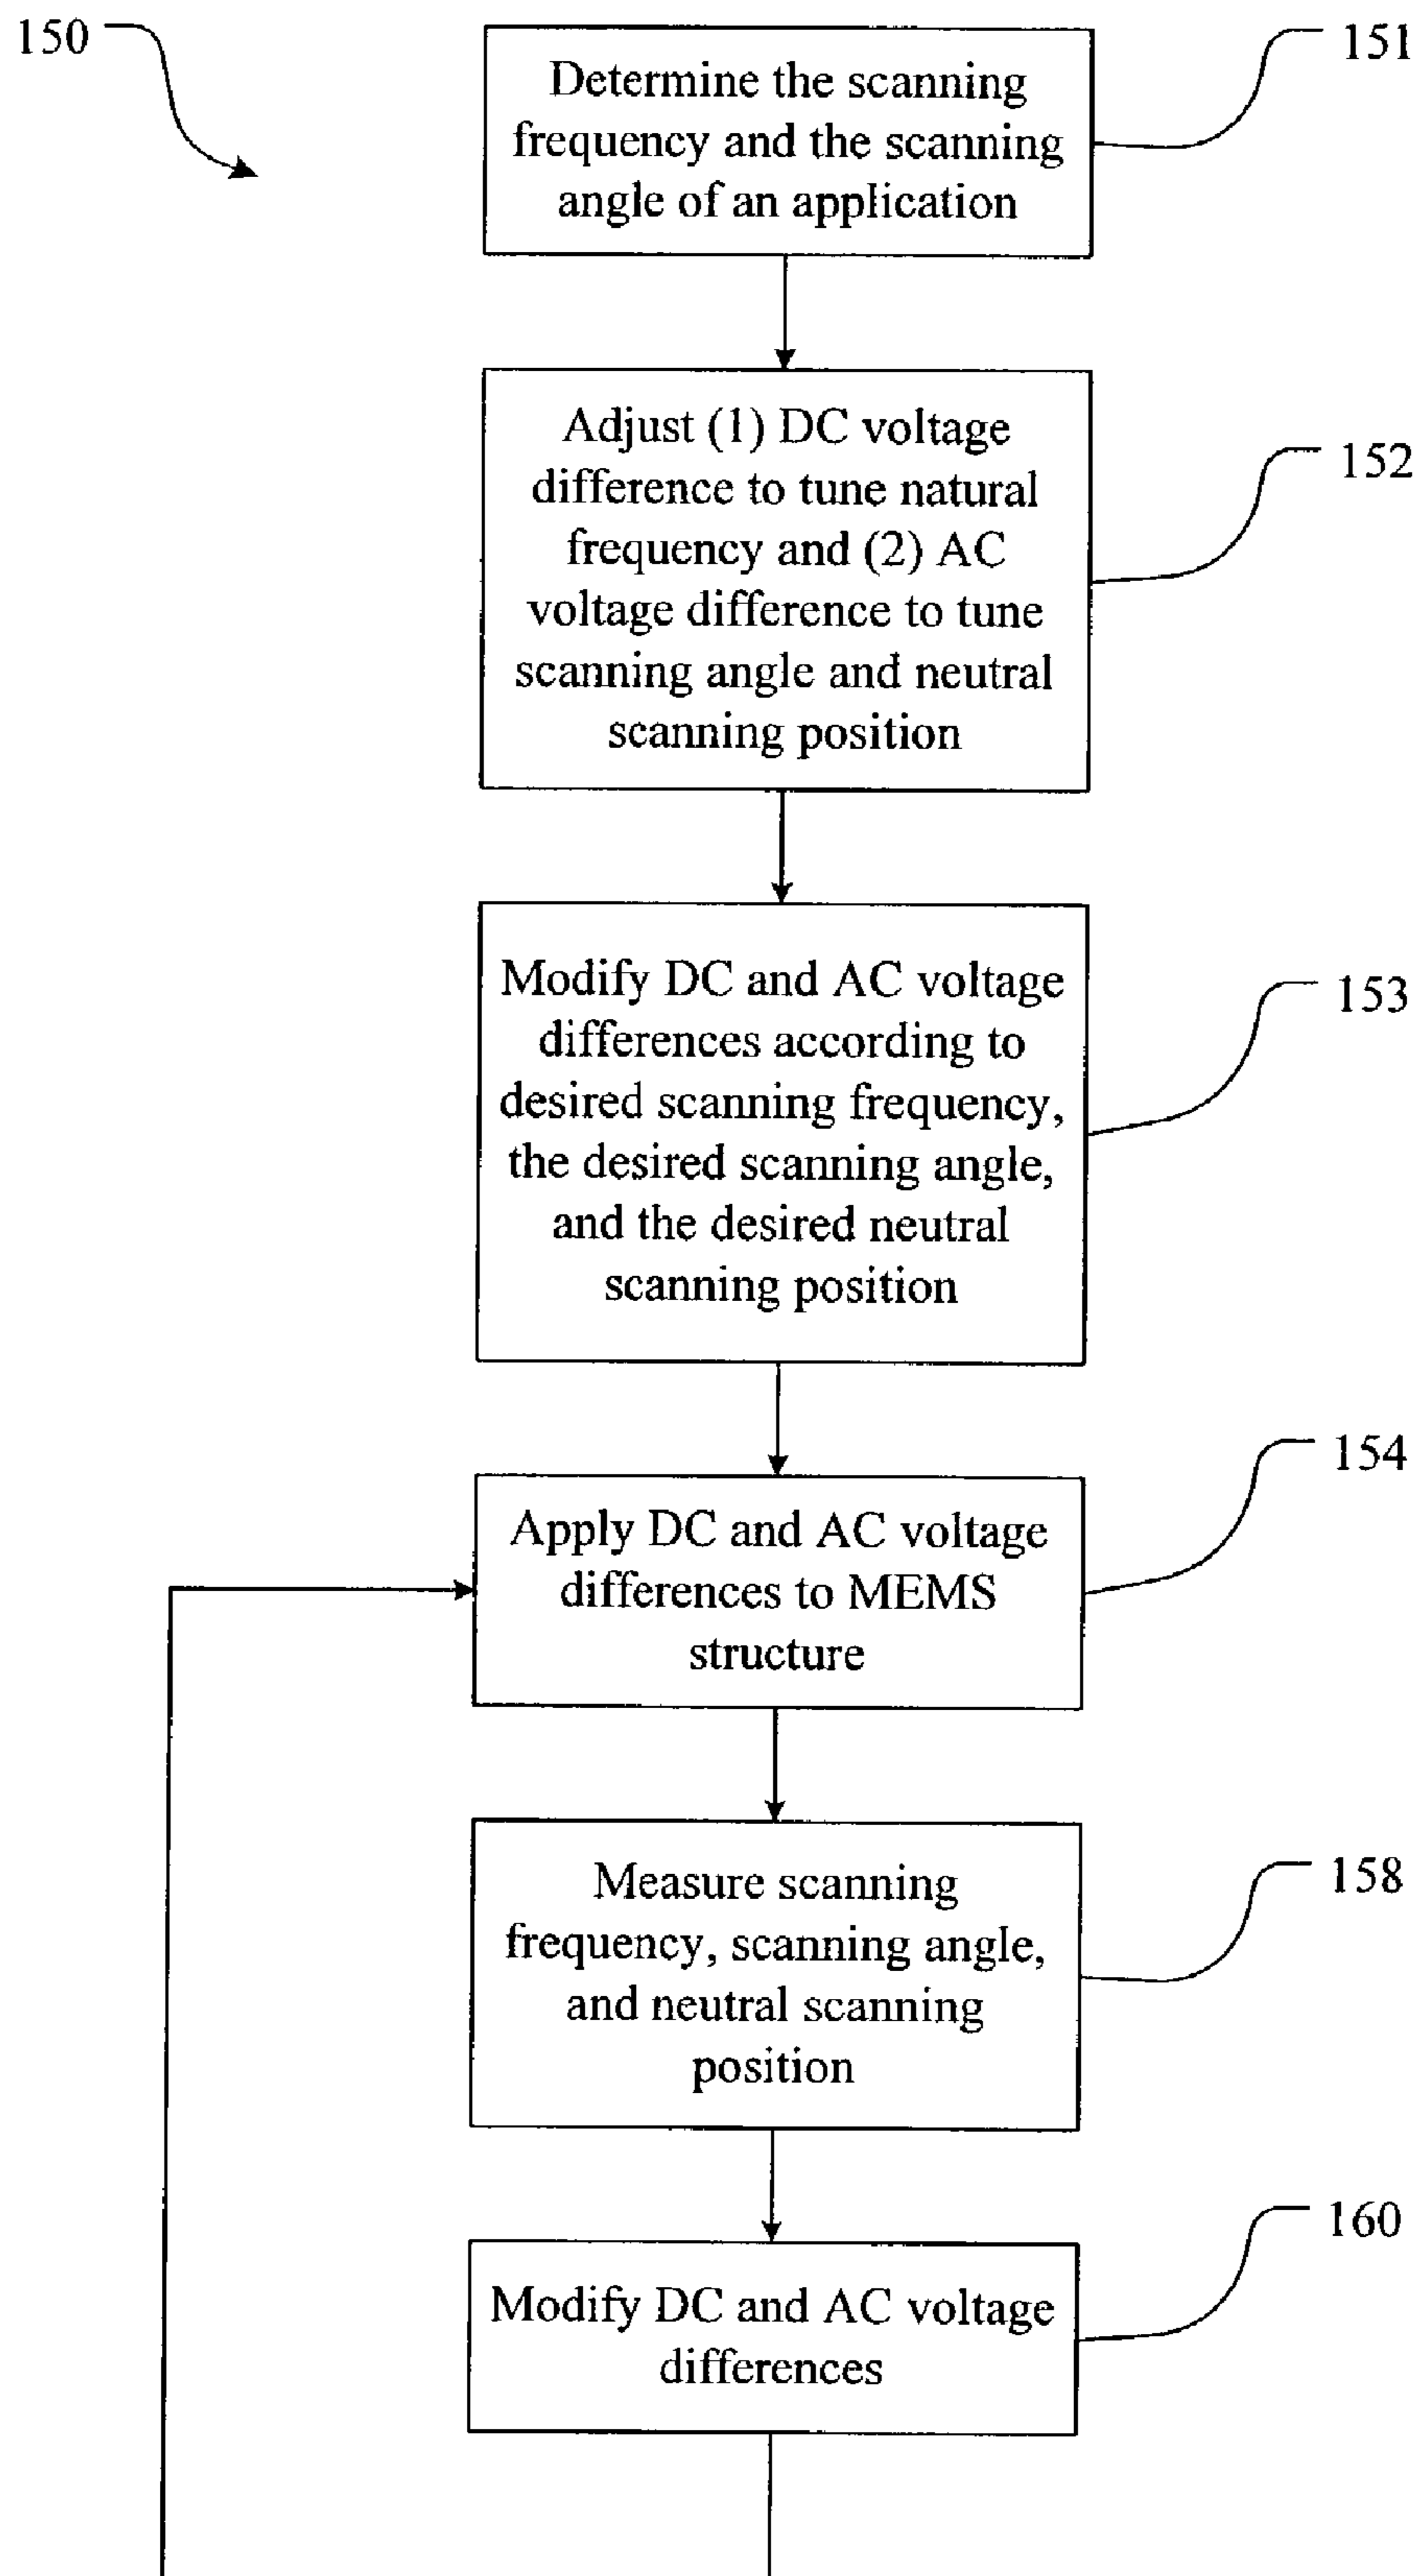 150
151
Determine the scanning
frequency and the scanning
angle of an application
152
Adjust (1) DC voltage
difference to tune natural
frequency and (2) AC
voltage difference to tune
scanning angle and neutral
scanning position
153
Modify DC and AC voltage
differences according to
desired scanning frequency,
the desired scanning angle,
and the desired neutral
scanning position
154
Apply DC and AC voltage
differences to MEMS
structure
158
Measure scanning
frequency, scanning angle,
and neutral scanning
position
160
Modify DC and AC voltage
differences